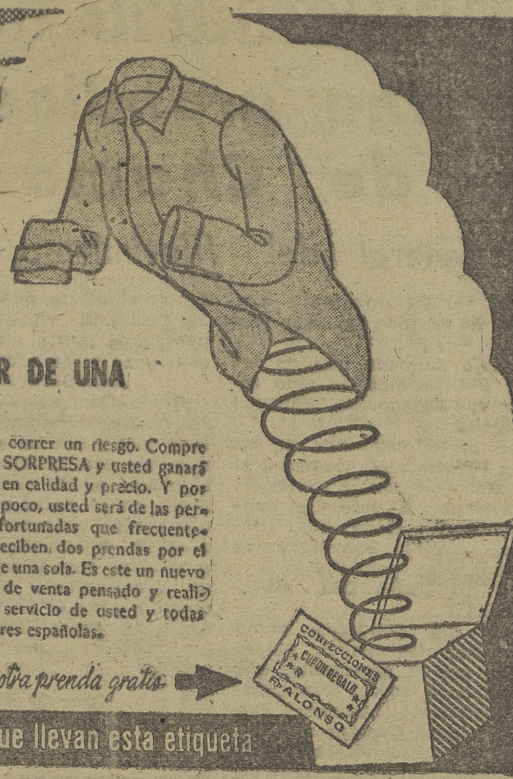 R DE UNA
correr un riesgo. Compre
SORPRESA y usted ganará
en calidad y precio. Y por
poco, usted será de las per-
fortunadas que frecuente-
eciben dos prendas por el
e una sola. Es este un nuevo
de venta pensado y reali-
servicio de usted y todas
res españolas.
otra prenda gratis
CONFECCIONES
CUPON REGALO
R R
F. ALONSO
ue llevan esta etiqueta